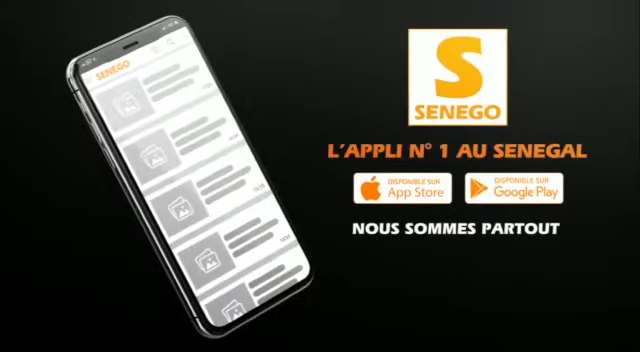 SENEGO
S
SENEGO
L'APPLI N° 1 AU SENEGAL
DISPONIBLE SUR
App Store
DISPONIBLE SUR
Google Play
NOUS SOMMES PARTOUT